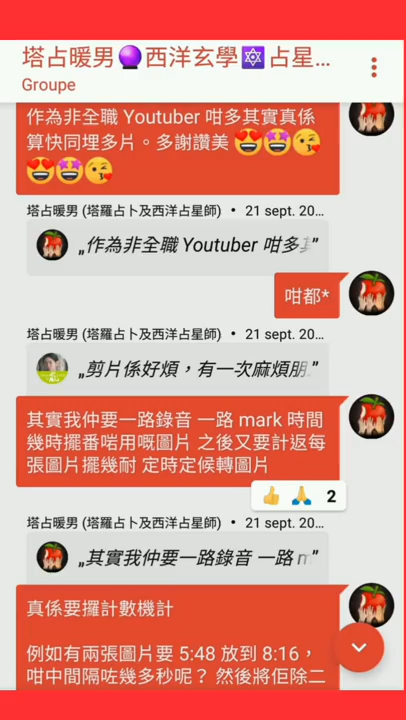 塔占暖男🔮西洋玄學🔯占星...
Groupe
作為非全職 Youtuber 咁多其實真係
算快同埋多片。多謝讚美 😍🤩😘
😍🤩😘
塔占暖男 (塔羅占卜及西洋占星師) • 21 sept. 20...
„作為非全職 Youtuber 咁多其”
咁都*
塔占暖男 (塔羅占卜及西洋占星師) • 21 sept. 20...
„剪片係好煩，有一次麻煩朋”
其實我仲要一路錄音 一路 mark 時間
幾時擺番啱用嘅圖片 之後又要計返每
張圖片擺幾耐 定時定候轉圖片
👍 🙏 2
塔占暖男 (塔羅占卜及西洋占星師) • 21 sept. 20...
„其實我仲要一路錄音 一路 m”
真係要攞計數機計
例如有兩張圖片要 5:48 放到 8:16，
咁中間隔咗幾多秒呢？ 然後將佢除二